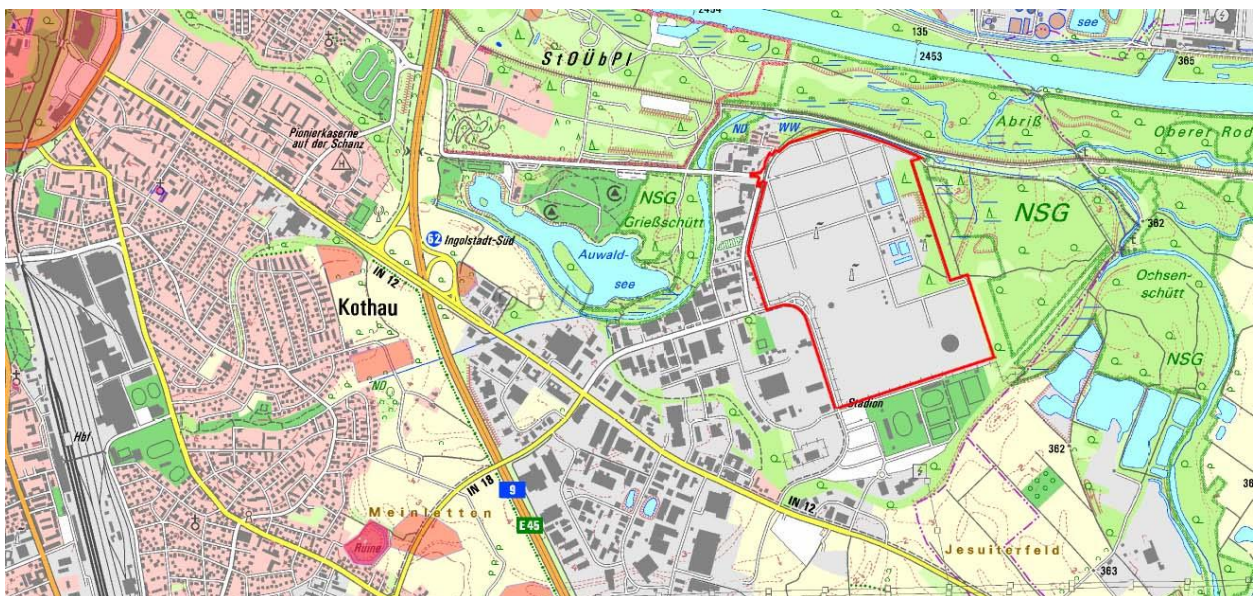 2454
135
2453
see
365
StOÜbPl
Pionierkaserne
auf der Schanz
H
ND
WW
Abriß
Oberer Rod
NSG
Grießschütt
NSG
362
62
Ingolstadt-Süd
Auwald-
see
Ochsen-
schütt
IN 12
Kothau
NSG
ND
Stadion
Hbf
362
IN 18
9
IN 12
Meinletten
E45
Ruine
Jesuiterfeld
363